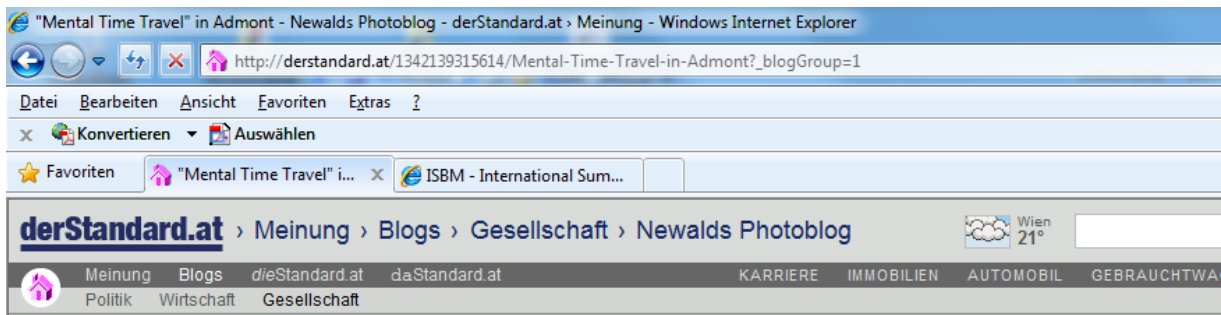 "Mental Time Travel" in Admont - Newalds Photoblog - derStandard.at › Meinung - Windows Internet Explorer
http://derstandard.at/1342139315614/Mental-Time-Travel-in-Admont?_blogGroup=1
Datei Bearbeiten Ansicht Favoriten Extras ?
x Konvertieren Auswählen
Favoriten "Mental Time Travel" i... x ISBM - International Sum...
derStandard.at › Meinung › Blogs › Gesellschaft › Newalds Photoblog Wien
21°
Meinung Blogs dieStandard.at daStandard.at KARRIERE IMMOBILIEN AUTOMOBIL GEBRAUCHTWA
Politik Wirtschaft Gesellschaft